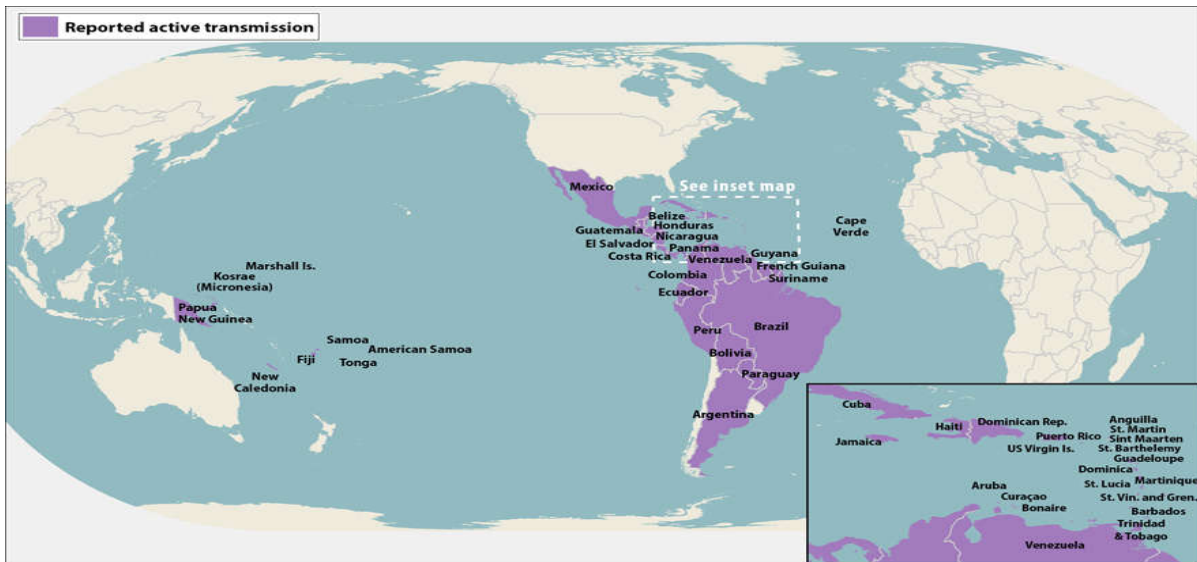 Reported active transmission
See inset map
Mexico
Belize
Honduras
Guatemala
Nicaragua
El Salvador
Panama
Costa Rica
Venezuela
Guyana
French Guiana
Suriname
Colombia
Ecuador
Peru
Brazil
Bolivia
Paraguay
Argentina
Cape
Verde
Marshall Is.
Kosrae
(Micronesia)
Papua
New Guinea
Samoa
American Samoa
Fiji
Tonga
New
Caledonia
Cuba
Haiti
Dominican Rep.
Jamaica
Puerto Rico
US Virgin Is.
Anguilla
St. Martin
Sint Maarten
St. Barthelemy
Guadeloupe
Dominica
Martinique
St. Lucia
St. Vin. and Gren.
Aruba
Curaçao
Bonaire
Barbados
Trinidad
& Tobago
Venezuela